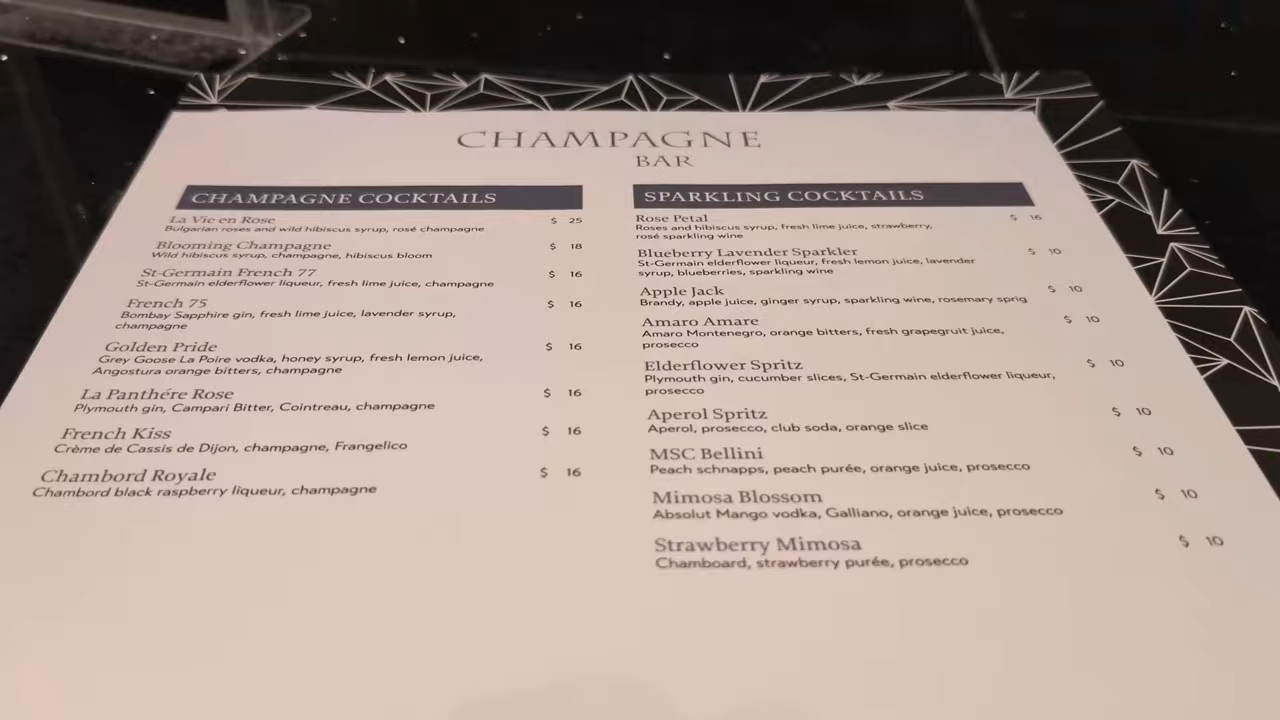 CHAMPAGNE
BAR
CHAMPAGNE COCKTAILS
La Vie en Rose $ 25
Bulgarian roses and wild hibiscus syrup, rosé champagne
Blooming Champagne $ 18
Wild hibiscus syrup, champagne, hibiscus bloom
St-Germain French 77 $ 16
St-Germain elderflower liqueur, fresh lime juice, champagne
French 75 $ 16
Bombay Sapphire gin, fresh lime juice, lavender syrup,
champagne
Golden Pride $ 16
Grey Goose La Poire vodka, honey syrup, fresh lemon juice,
Angostura orange bitters, champagne
La Panthére Rose $ 16
Plymouth gin, Campari Bitter, Cointreau, champagne
French Kiss $ 16
Crème de Cassis de Dijon, champagne, Frangelico
Chambord Royale $ 16
Chambord black raspberry liqueur, champagne
SPARKLING COCKTAILS
Rose Petal $ 16
Roses and hibiscus syrup, fresh lime juice, strawberry,
rosé sparkling wine
Blueberry Lavender Sparkler $ 10
St-Germain elderflower liqueur, fresh lemon juice, lavender
syrup, blueberries, sparkling wine
Apple Jack $ 10
Brandy, apple juice, ginger syrup, sparkling wine, rosemary sprig
Amaro Amare $ 10
Amaro Montenegro, orange bitters, fresh grapegruit juice,
prosecco
Elderflower Spritz $ 10
Plymouth gin, cucumber slices, St-Germain elderflower liqueur,
prosecco
Aperol Spritz $ 10
Aperol, prosecco, club soda, orange slice
MSC Bellini $ 10
Peach schnapps, peach purée, orange juice, prosecco
Mimosa Blossom $ 10
Absolut Mango vodka, Galliano, orange juice, prosecco
Strawberry Mimosa $ 10
Chamboard, strawberry purée, prosecco